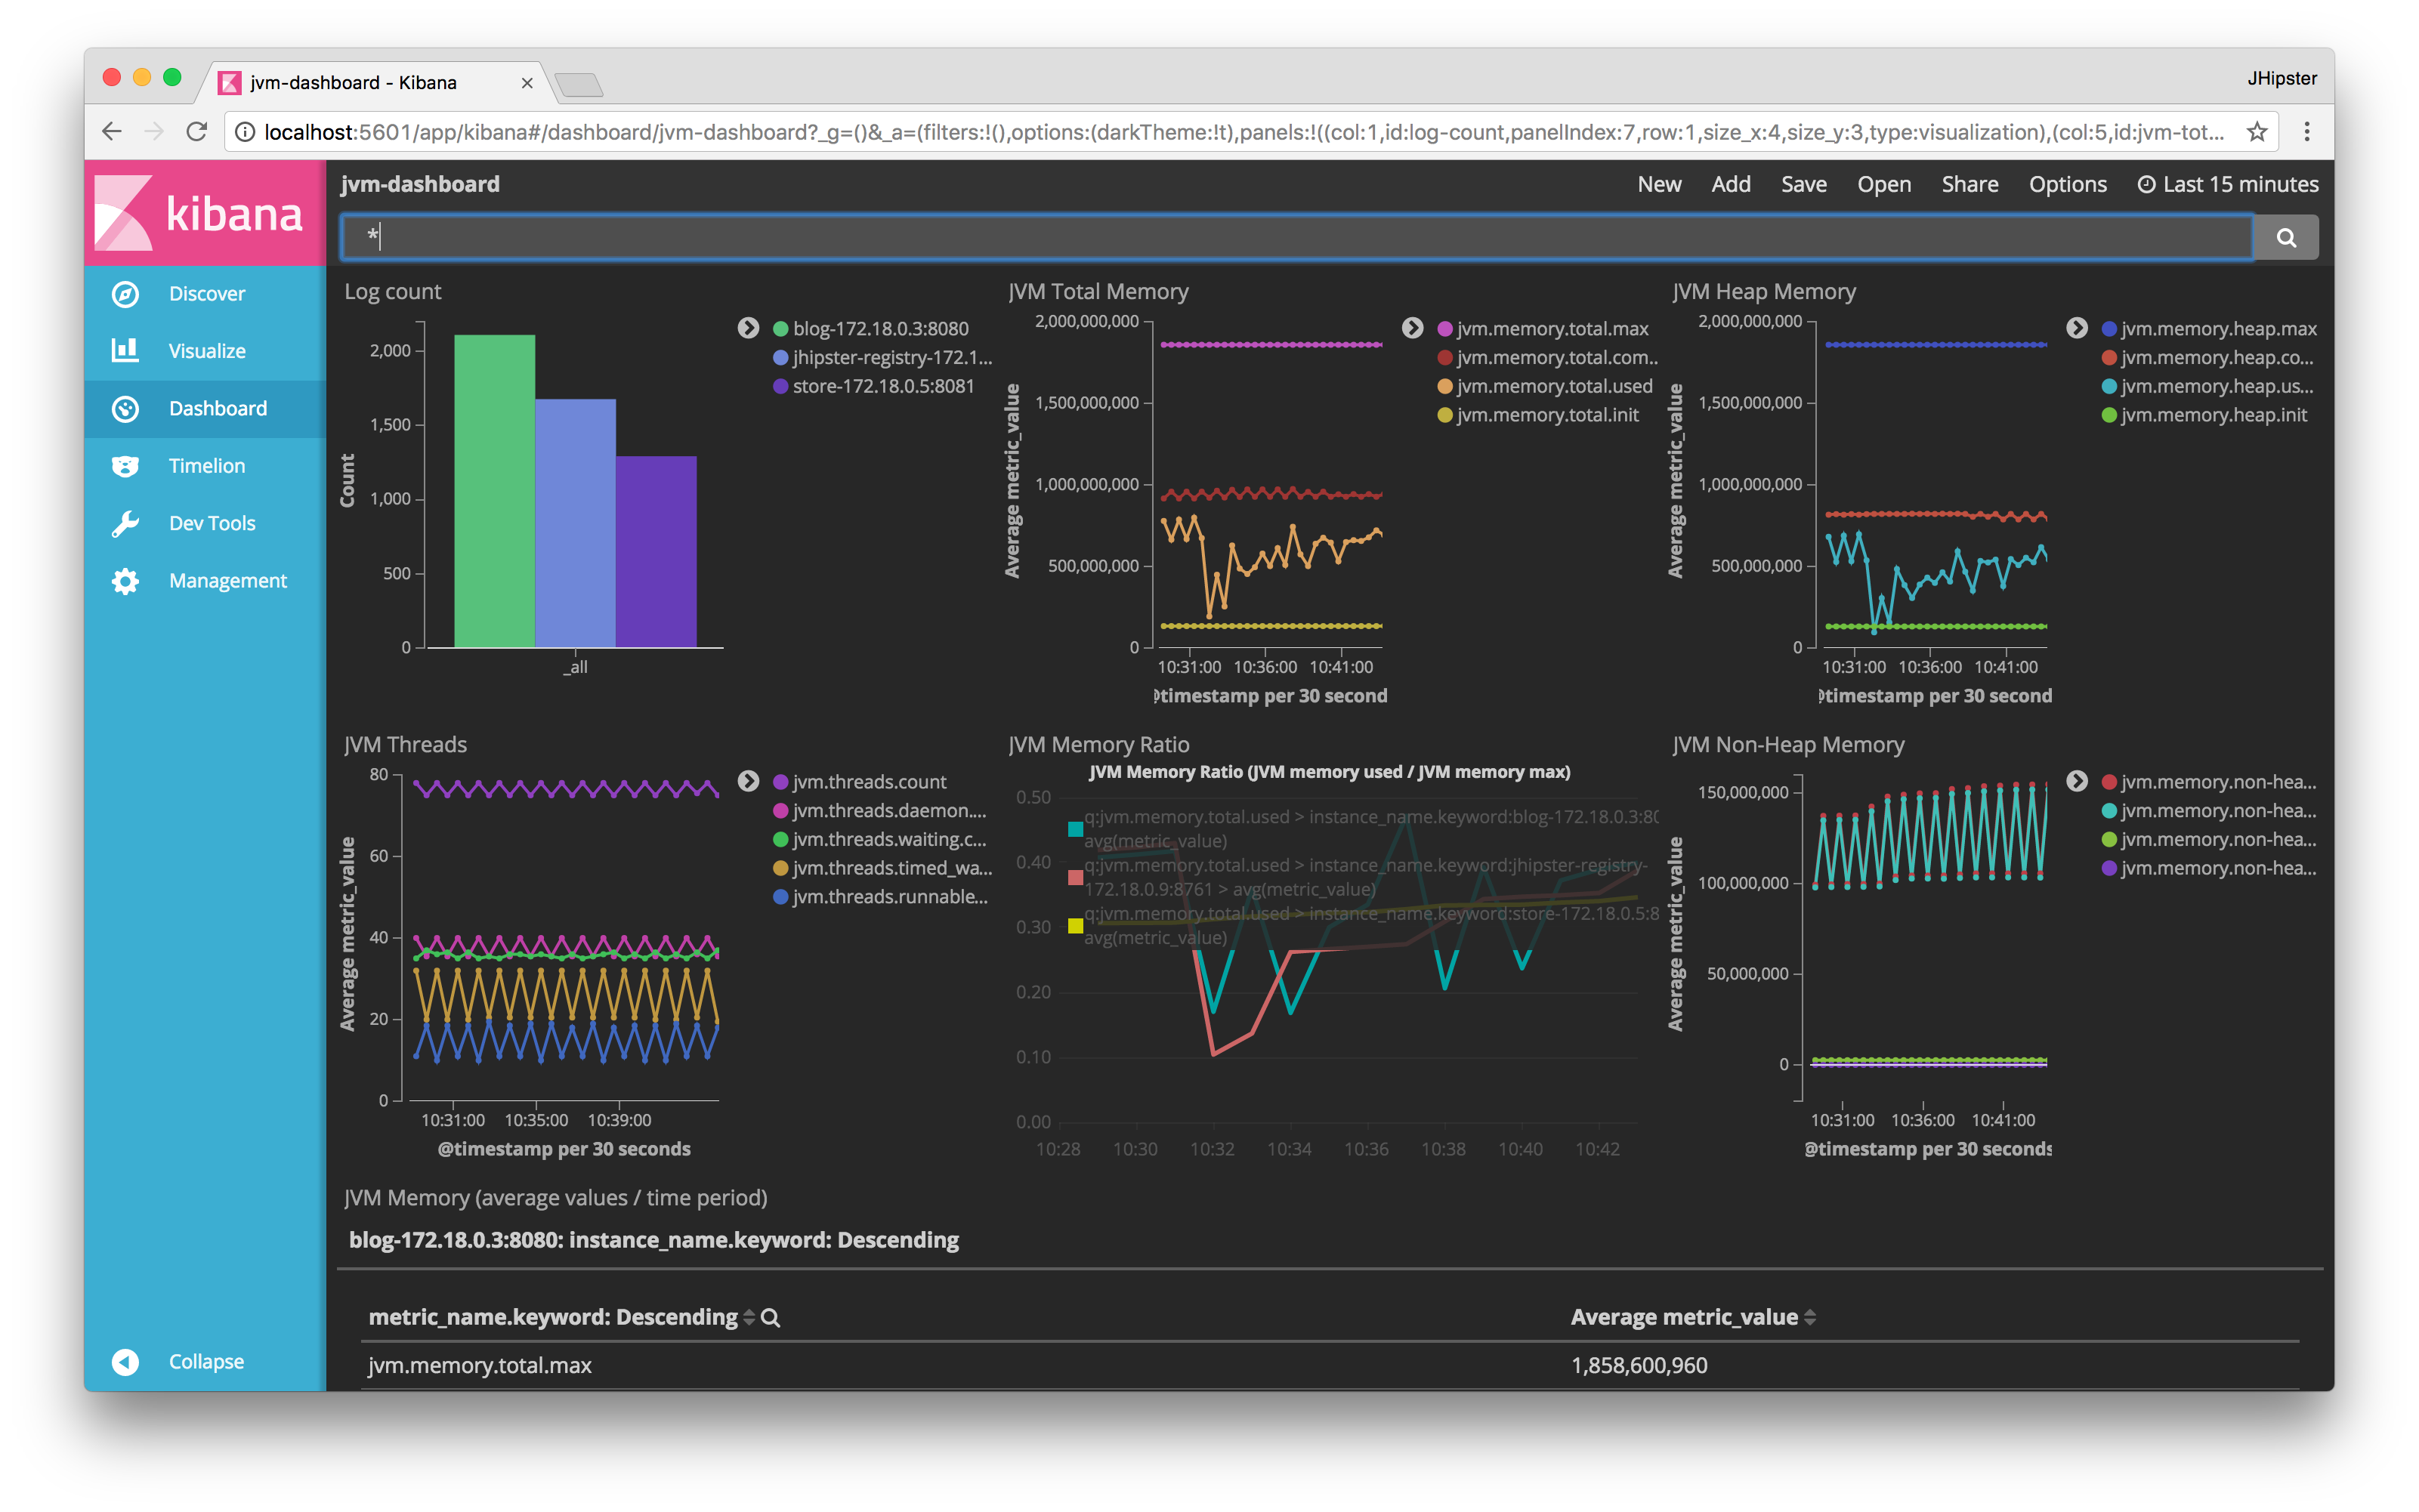 jvm-dashboard - Kibana
JHipster
localhost:5601/app/kibana#/dashboard/jvm-dashboard?_g=()&_a=(filters:!(),options:(darkTheme:!t),panels:!((col:1,id:log-count,panelIndex:7,row:1,size_x:4,size_y:3,type:visualization),(col:5,id:jvm-tot...
kibana
Discover
Visualize
Dashboard
Timelion
Dev Tools
Management
Collapse
jvm-dashboard
New Add Save Open Share Options Last 15 minutes
*
Log count
Count
2,000
1,500
1,000
500
0
_all
blog-172.18.0.3:8080
jhipster-registry-172.1...
store-172.18.0.5:8081
JVM Total Memory
Average metric_value
2,000,000,000
1,500,000,000
1,000,000,000
500,000,000
0
10:31:00 10:36:00 10:41:00
@timestamp per 30 second
jvm.memory.total.max
jvm.memory.total.com..
jvm.memory.total.used
jvm.memory.total.init
JVM Heap Memory
Average metric_value
2,000,000,000
1,500,000,000
1,000,000,000
500,000,000
0
10:31:00 10:36:00 10:41:00
@timestamp per 30 second
jvm.memory.heap.max
jvm.memory.heap.co...
jvm.memory.heap.us...
jvm.memory.heap.init
JVM Threads
Average metric_value
80
60
40
20
0
10:31:00 10:35:00 10:39:00
@timestamp per 30 seconds
jvm.threads.count
jvm.threads.daemon....
jvm.threads.waiting.c...
jvm.threads.timed_wa...
jvm.threads.runnable...
JVM Memory Ratio
JVM Memory Ratio (JVM memory used / JVM memory max)
0.50
0.40
0.30
0.20
0.10
0.00
q:jvm.memory.total.used > instance_name.keyword:blog-172.18.0.3:80
avg(metric_value)
q:jvm.memory.total.used > instance_name.keyword:jhipster-registry-
172.18.0.9:8761 > avg(metric_value)
q:jvm.memory.total.used > instance_name.keyword:store-172.18.0.5:8
avg(metric_value)
10:28 10:30 10:32 10:34 10:36 10:38 10:40 10:42
JVM Non-Heap Memory
Average metric_value
150,000,000
100,000,000
50,000,000
0
10:31:00 10:36:00 10:41:00
@timestamp per 30 seconds
jvm.memory.non-hea...
jvm.memory.non-hea...
jvm.memory.non-hea...
jvm.memory.non-hea...
JVM Memory (average values / time period)
blog-172.18.0.3:8080: instance_name.keyword: Descending
metric_name.keyword: Descending
Average metric_value
jvm.memory.total.max
1,858,600,960